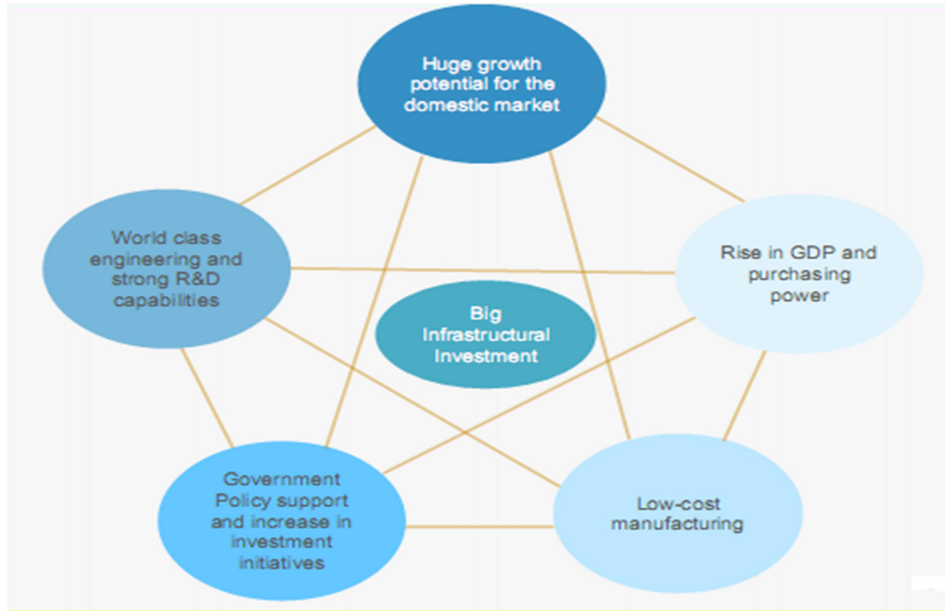 Huge growth
potential for the
domestic market
World class
engineering and
strong R&D
capabilities
Rise in GDP and
purchasing
power
Big
Infrastructural
Investment
Government
Policy support
and increase in
investment
initiatives
Low-cost
manufacturing